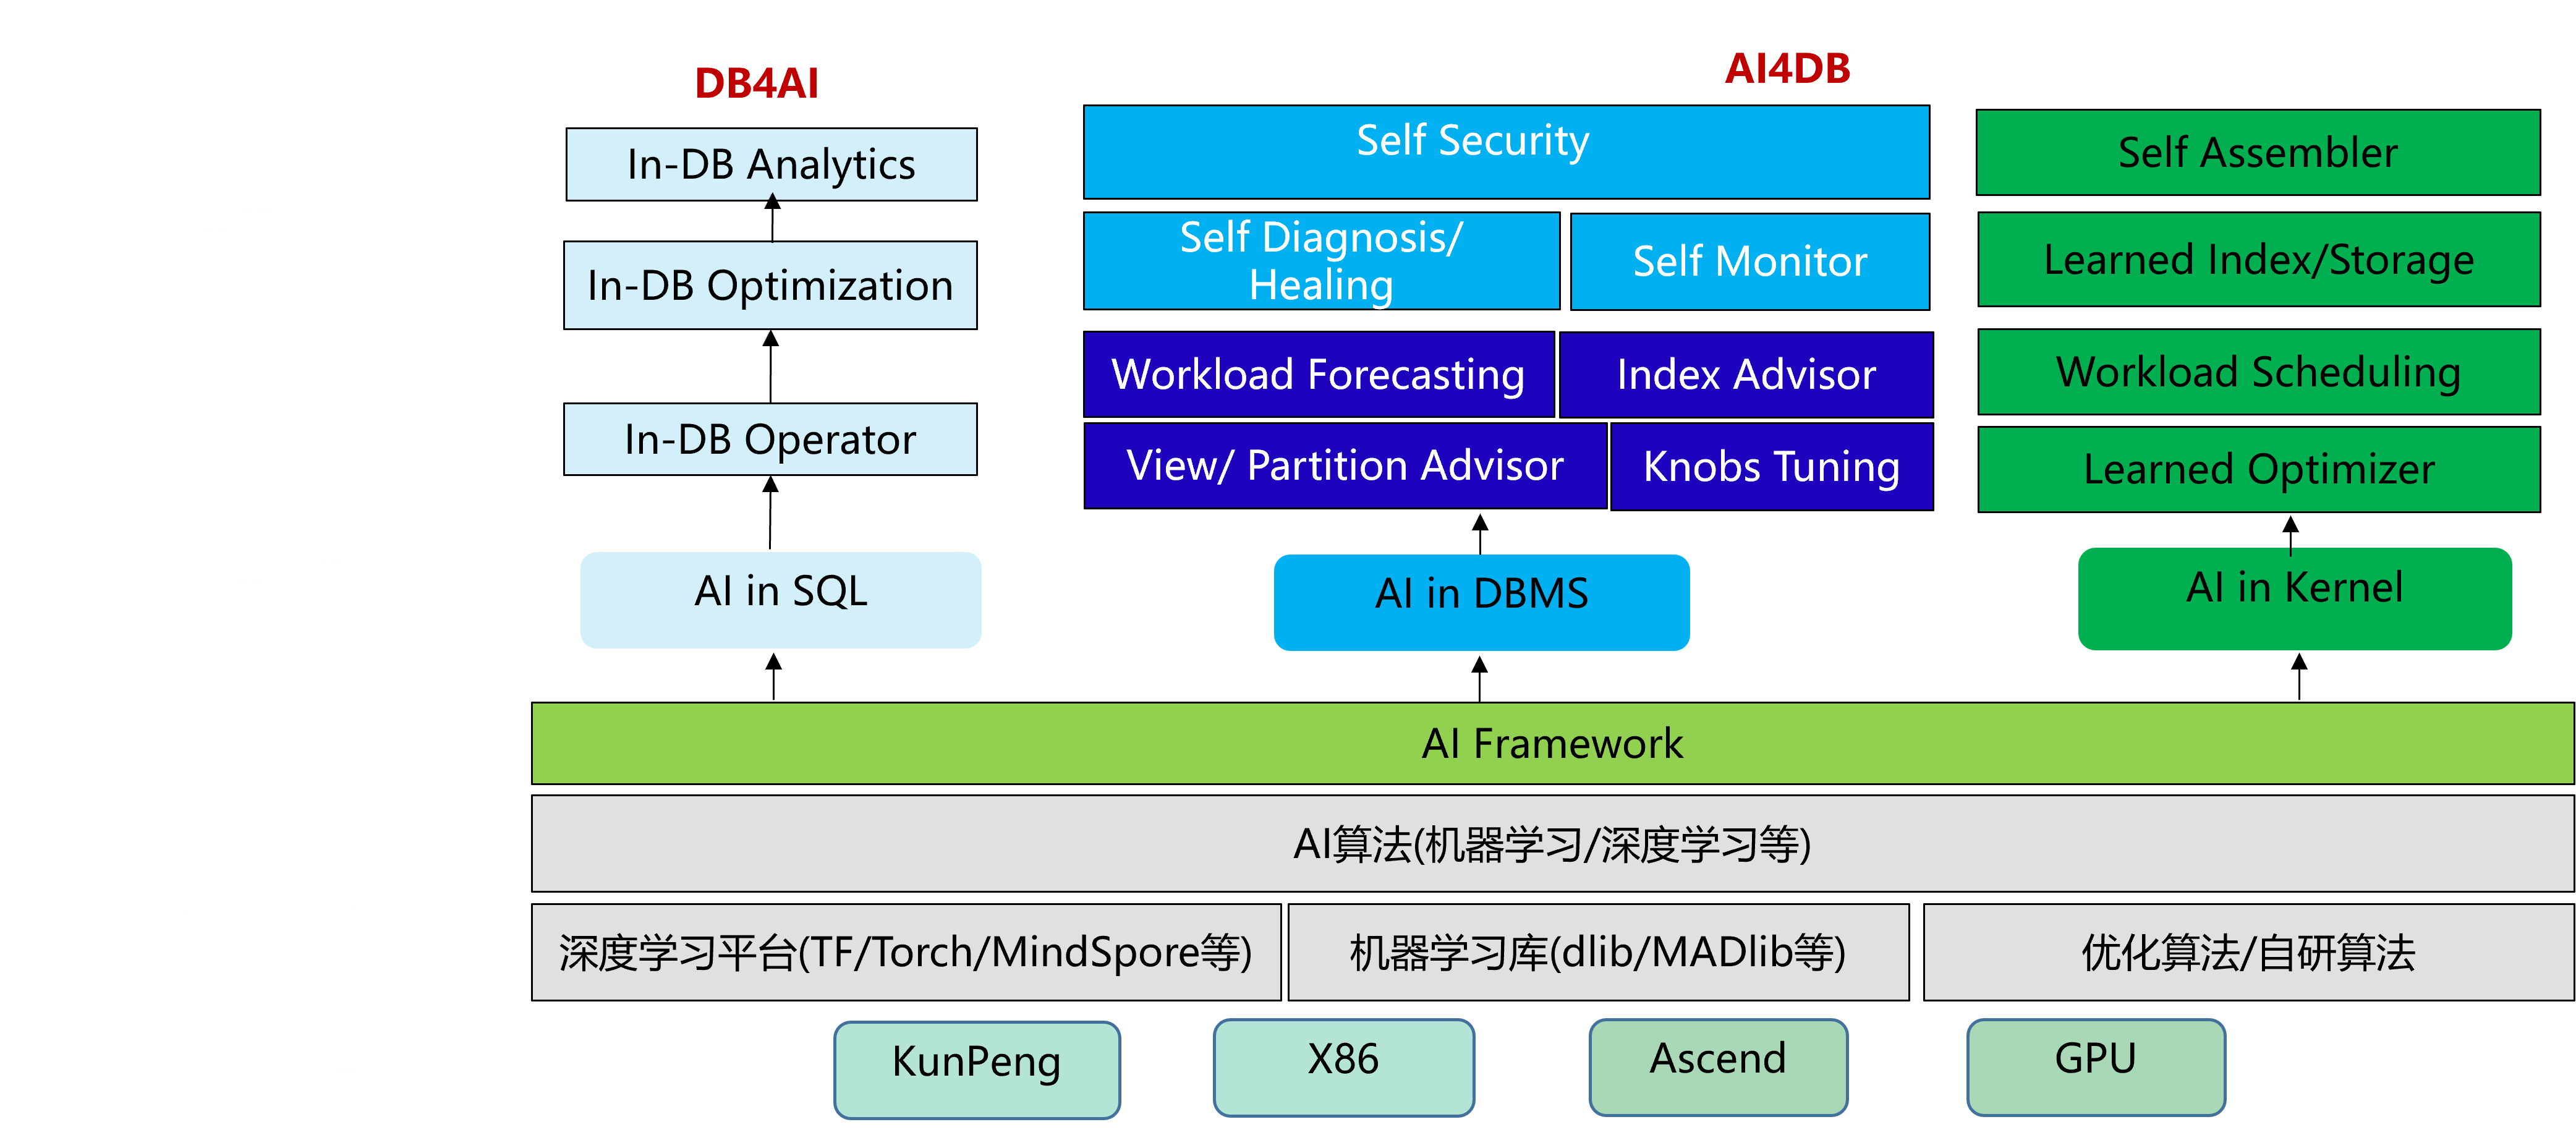 DB4AI
AI4DB
In-DB Analytics
Self Security
Self Assembler
In-DB Optimization
Self Diagnosis/
Healing
Self Monitor
Learned Index/Storage
Workload Forecasting
Index Advisor
Workload Scheduling
In-DB Operator
View/ Partition Advisor
Knobs Tuning
Learned Optimizer
AI in SQL
AI in DBMS
AI in Kernel
AI Framework
AI算法(机器学习/深度学习等)
深度学习平台(TF/Torch/MindSpore等)
机器学习库(dlib/MADlib等)
优化算法/自研算法
KunPeng
X86
Ascend
GPU